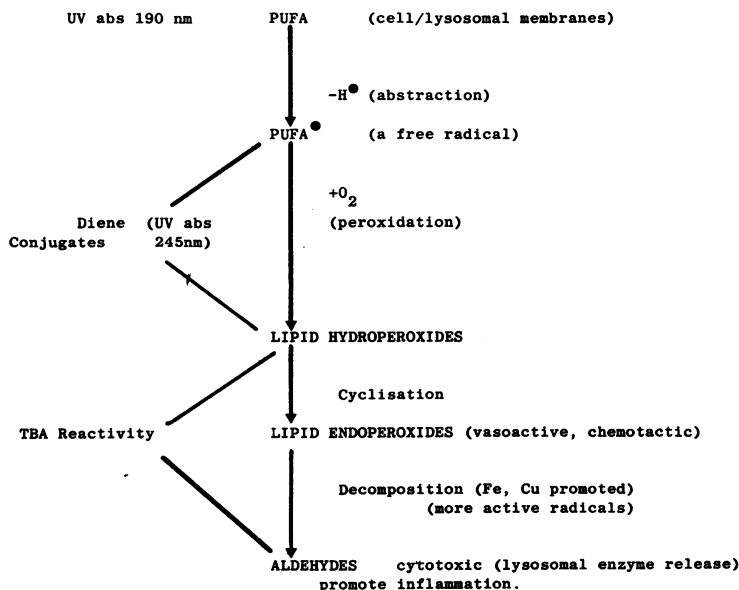 UV abs 190 nm PUFA (cell/lysosomal membranes)
-H● (abstraction)
PUFA● (a free radical)
+O₂
(peroxidation)
Diene (UV abs
Conjugates 245nm)
LIPID HYDROPEROXIDES
Cyclisation
TBA Reactivity LIPID ENDOPEROXIDES (vasoactive, chemotactic)
Decomposition (Fe, Cu promoted)
(more active radicals)
ALDEHYDES cytotoxic (lysosomal enzyme release)
promote inflammation.